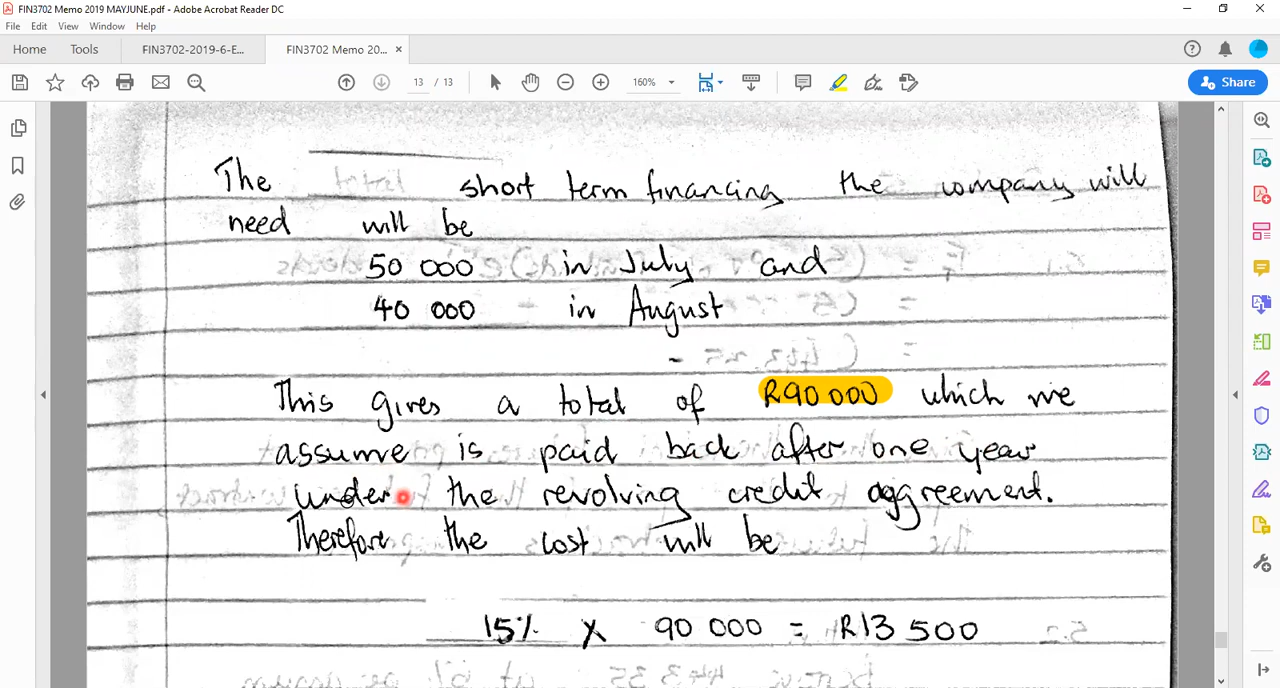 FIN3702 Memo 2019 MAYJUNE.pdf - Adobe Acrobat Reader DC
File Edit View Window Help
Home Tools FIN3702-2019-6-E... FIN3702 Memo 20... ×
13 / 13 160% Share
The short term financing the company will
need will be
50 000 in July and
40 000 in August
This gives a total of R90 000 which we
assume is paid back after one year
under the revolving credit aggreement.
Therefore the cost will be
15% X 90 000 = R13 500